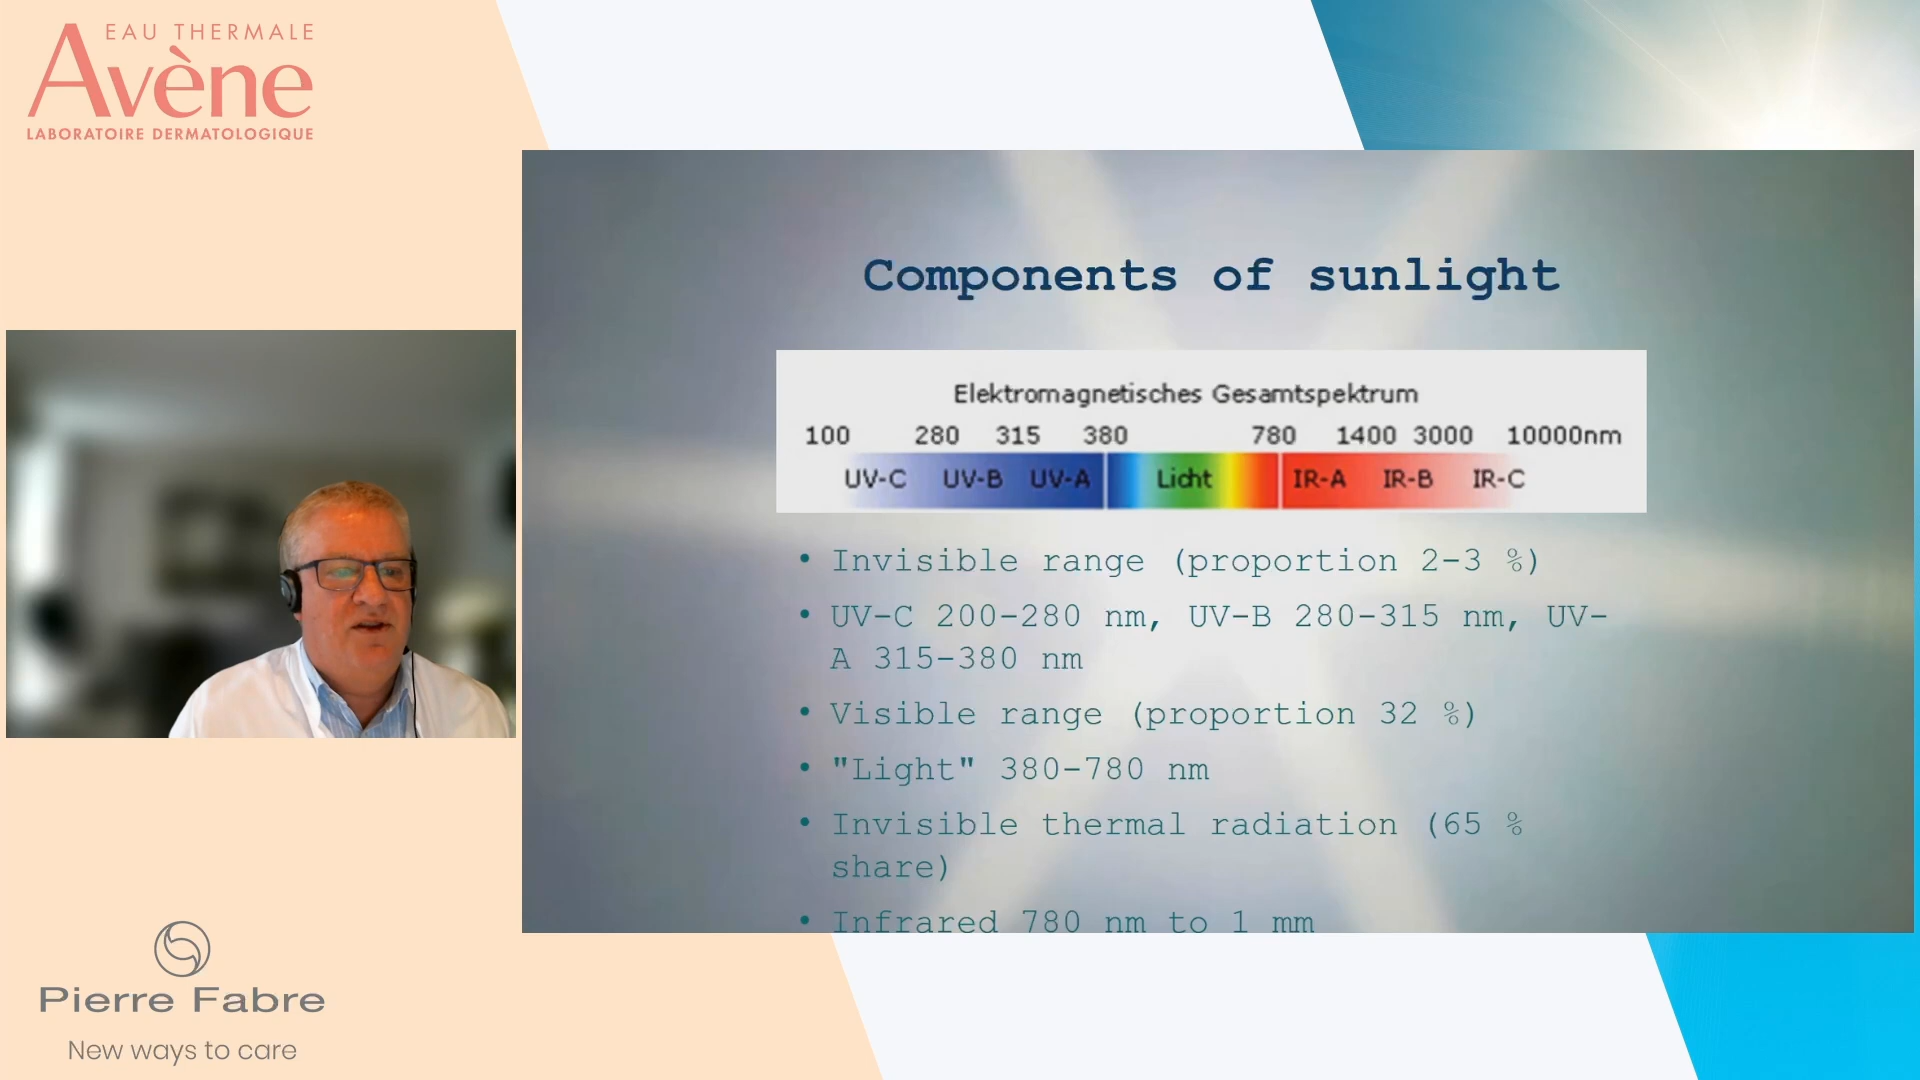 EAU THERMALE
Avène
LABORATOIRE DERMATOLOGIQUE
Components of sunlight
Elektromagnetisches Gesamtspektrum
100 280 315 380 780 1400 3000 10000nm
UV-C UV-B UV-A Licht IR-A IR-B IR-C
• Invisible range (proportion 2-3 %)
• UV-C 200-280 nm, UV-B 280-315 nm, UV-
A 315-380 nm
• Visible range (proportion 32 %)
• "Light" 380-780 nm
• Invisible thermal radiation (65 %
share)
• Infrared 780 nm to 1 mm
Pierre Fabre
New ways to care